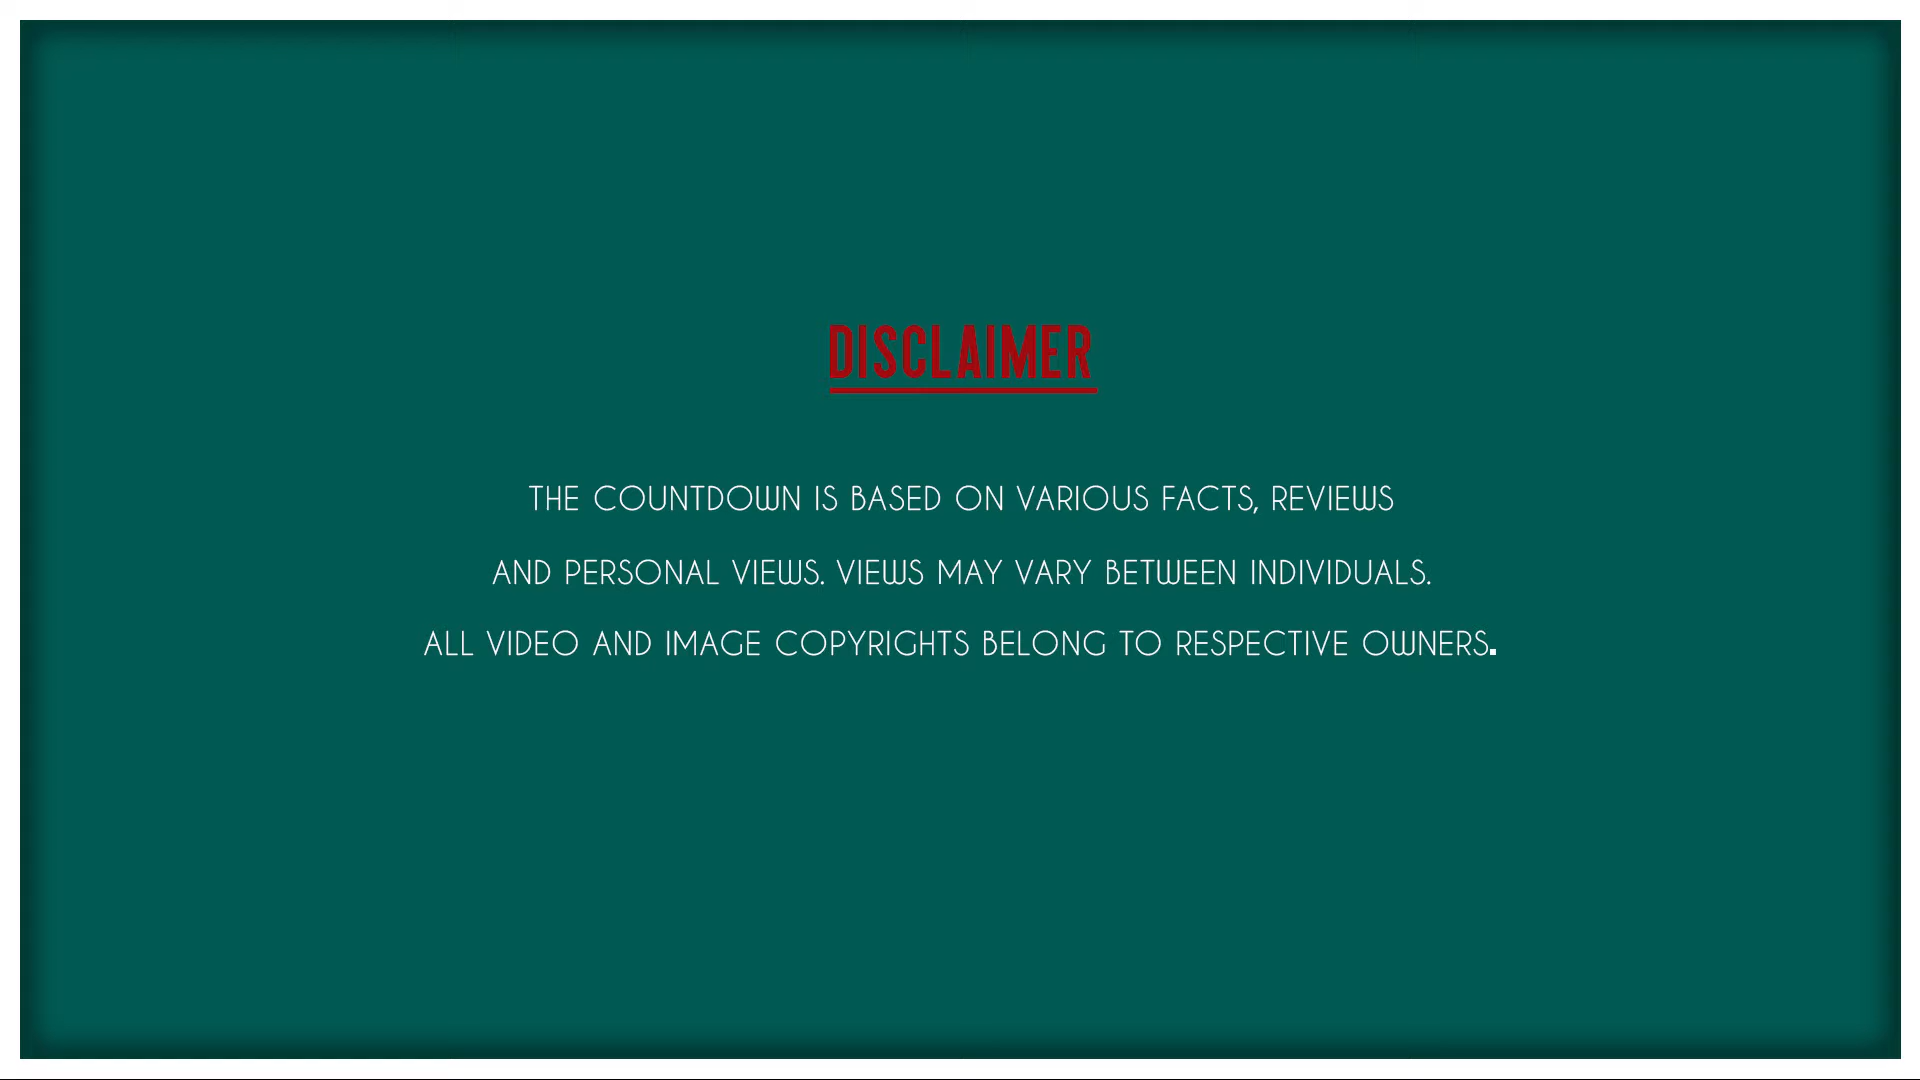 DISCLAIMER
THE COUNTDOWN IS BASED ON VARIOUS FACTS, REVIEWS
AND PERSONAL VIEWS. VIEWS MAY VARY BETWEEN INDIVIDUALS.
ALL VIDEO AND IMAGE COPYRIGHTS BELONG TO RESPECTIVE OWNERS.